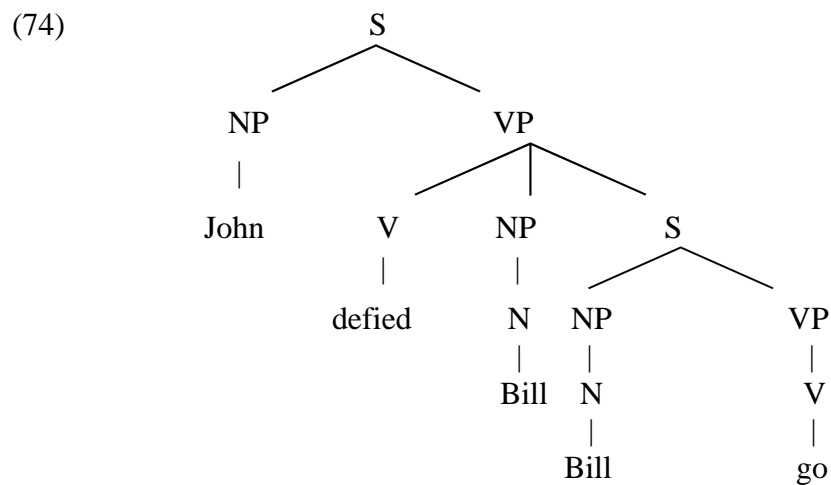 (74) S
NP VP
John V NP S
defied N NP VP
Bill N V
Bill go